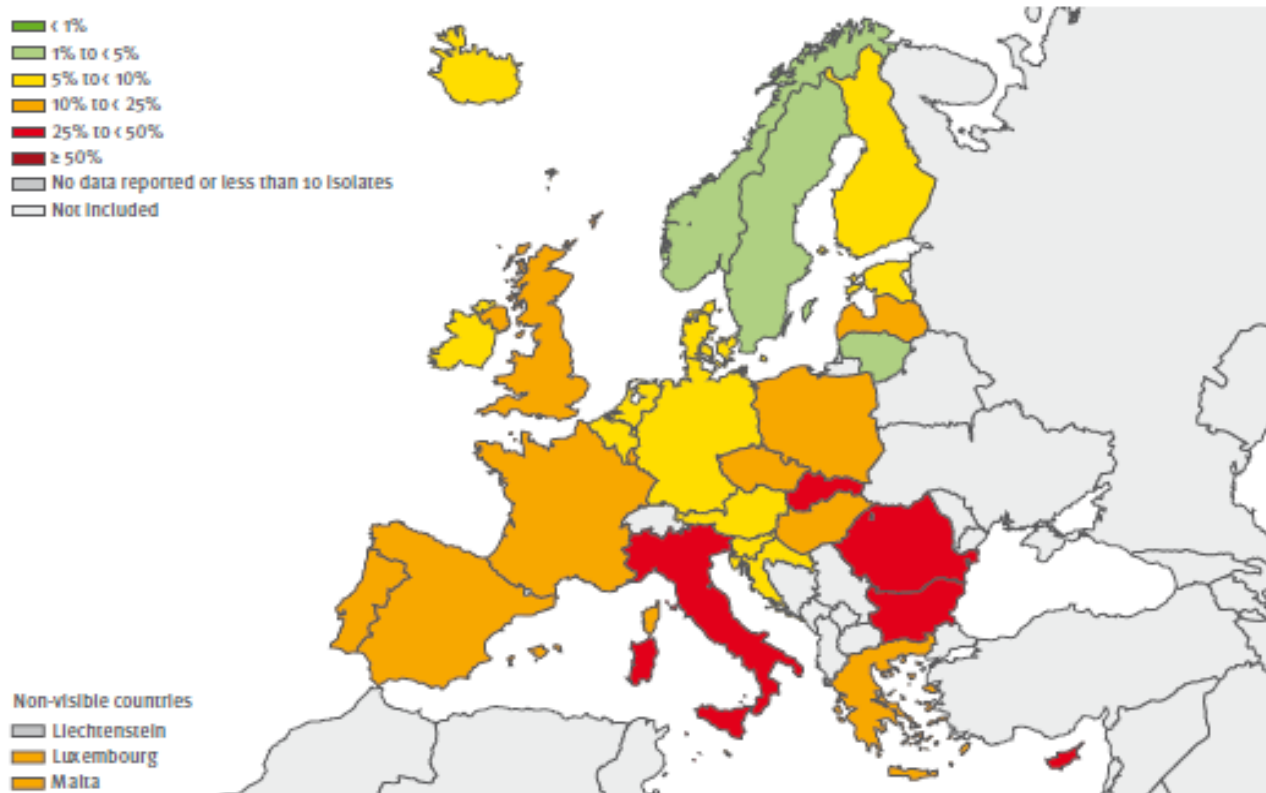 < 1%
1% to < 5%
5% to < 10%
10% to < 25%
25% to < 50%
≥ 50%
No data reported or less than 10 isolates
Not included
Non-visible countries
Liechtenstein
Luxembourg
Malta